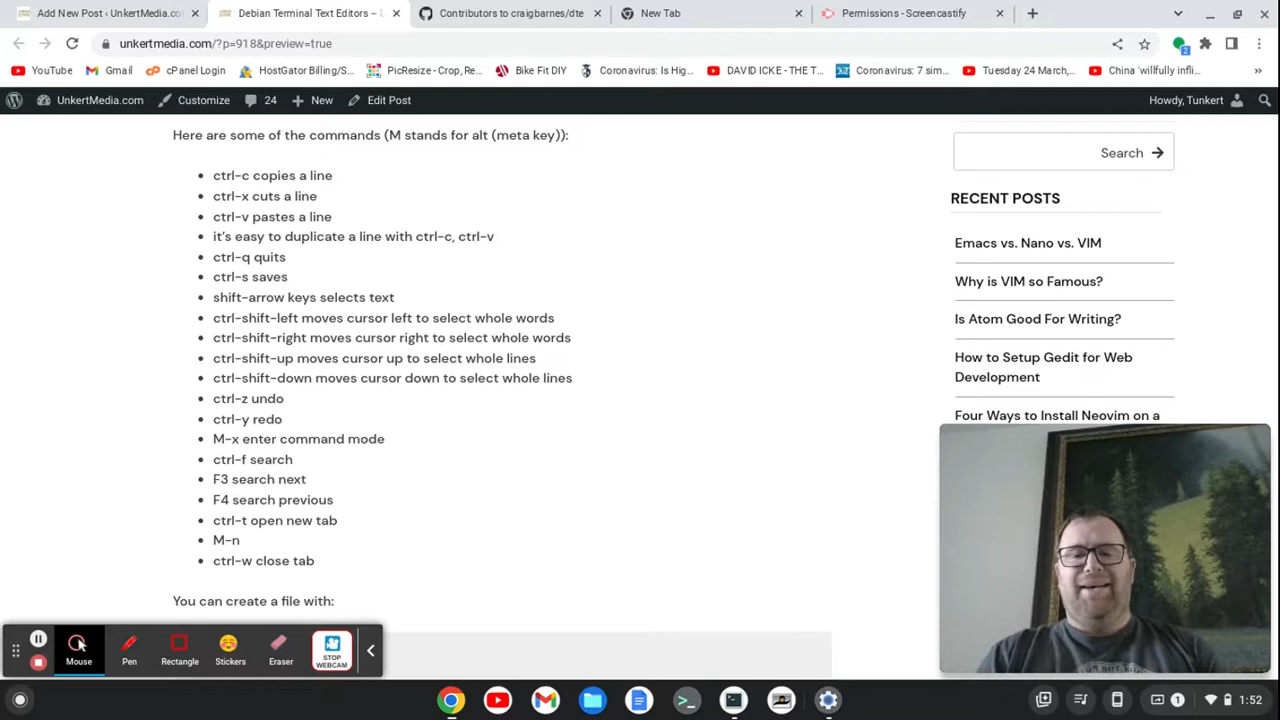 Add New Post ‹ UnkertMedia.co
Debian Terminal Text Editors –
Contributors to craigbarnes/dte
New Tab
Permissions - Screencastify
unkertmedia.com/?p=918&preview=true
YouTube
Gmail
cPanel Login
HostGator Billing/S...
PicResize - Crop, Re...
Bike Fit DIY
Coronavirus: Is Hig...
DAVID ICKE - THE T...
Coronavirus: 7 sim...
Tuesday 24 March,...
China 'willfully infli...
»
UnkertMedia.com
Customize
24
New
Edit Post
Howdy, Tunkert
Here are some of the commands (M stands for alt (meta key)):
ctrl-c copies a line
ctrl-x cuts a line
ctrl-v pastes a line
it's easy to duplicate a line with ctrl-c, ctrl-v
ctrl-q quits
ctrl-s saves
shift-arrow keys selects text
ctrl-shift-left moves cursor left to select whole words
ctrl-shift-right moves cursor right to select whole words
ctrl-shift-up moves cursor up to select whole lines
ctrl-shift-down moves cursor down to select whole lines
ctrl-z undo
ctrl-y redo
M-x enter command mode
ctrl-f search
F3 search next
F4 search previous
ctrl-t open new tab
M-n
ctrl-w close tab
You can create a file with:
Search
RECENT POSTS
Emacs vs. Nano vs. VIM
Why is VIM so Famous?
Is Atom Good For Writing?
How to Setup Gedit for Web
Development
Four Ways to Install Neovim on a
Mouse
Pen
Rectangle
Stickers
Eraser
STOP
WEBCAM
1
1:52